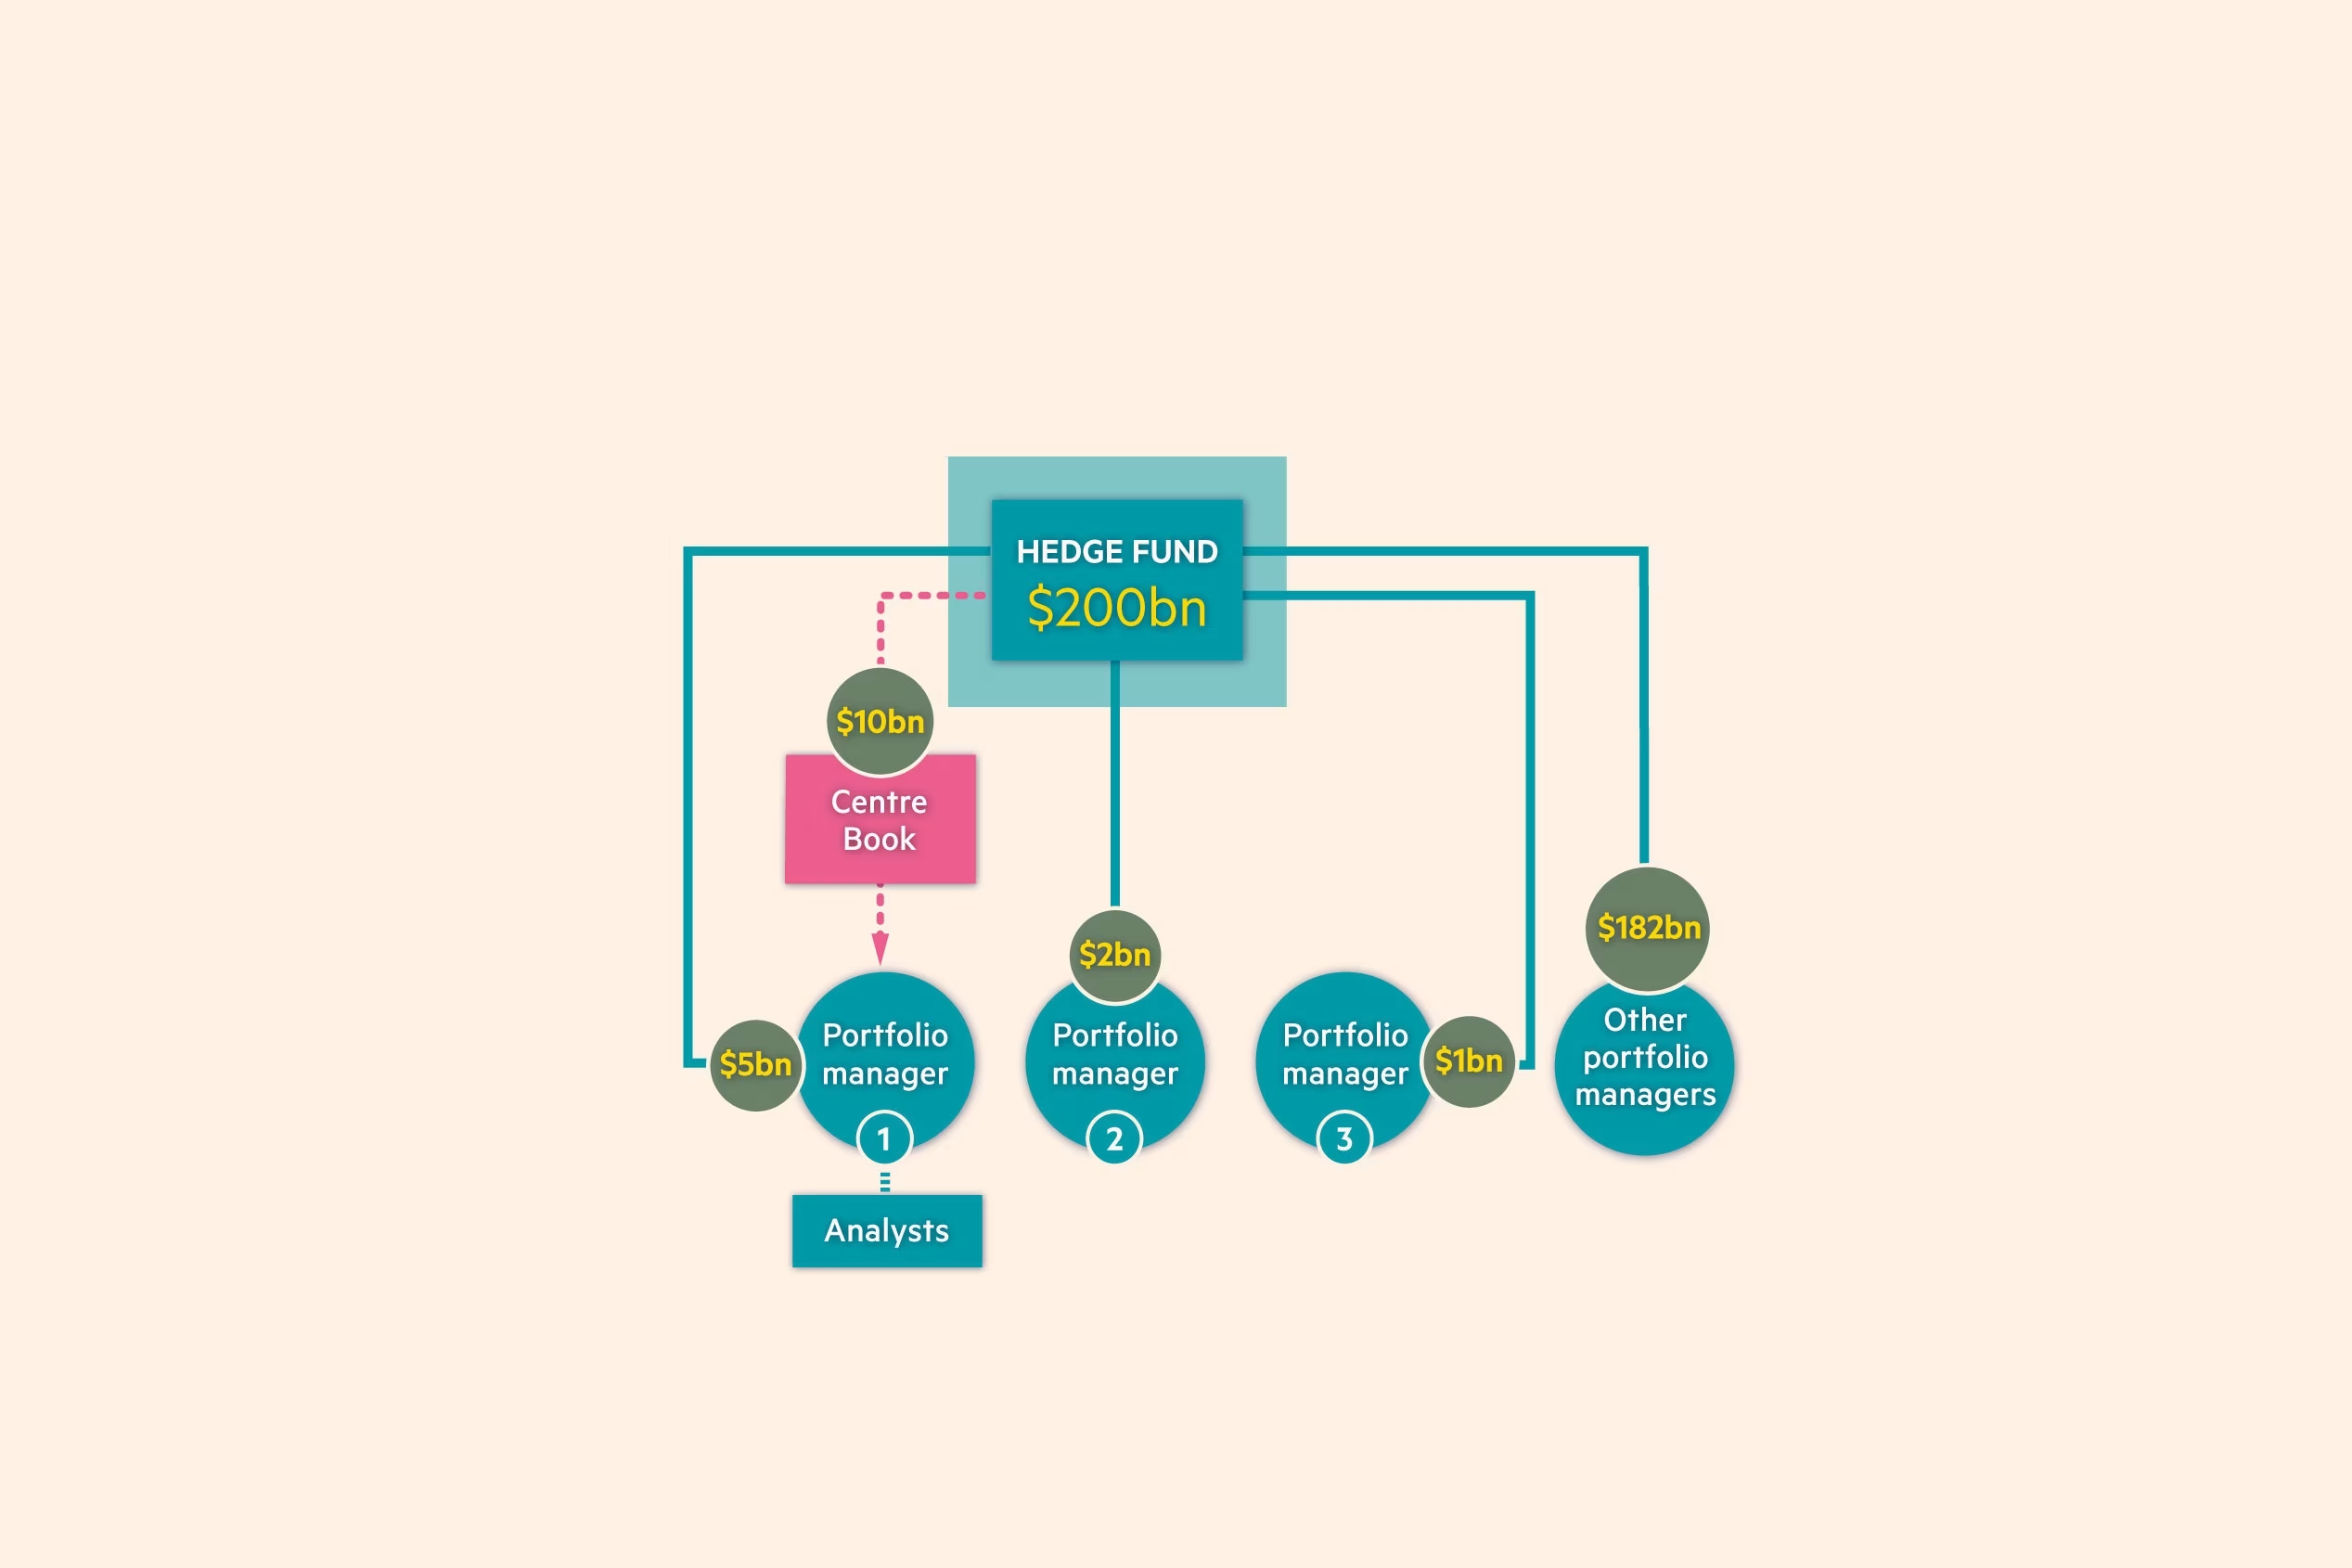 HEDGE FUND
$200bn
$10bn
Centre
Book
$5bn
Portfolio
manager
1
Analysts
$2bn
Portfolio
manager
2
Portfolio
manager
3
$1bn
$182bn
Other
portfolio
managers